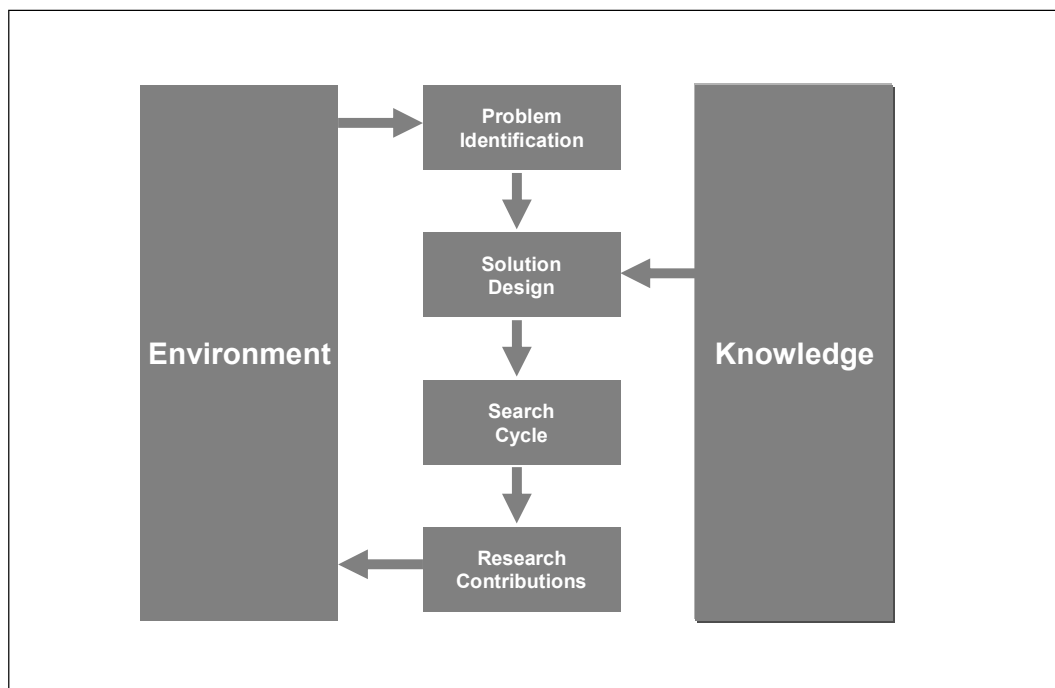 Problem
Identification
Solution
Design
Environment
Knowledge
Search
Cycle
Research
Contributions